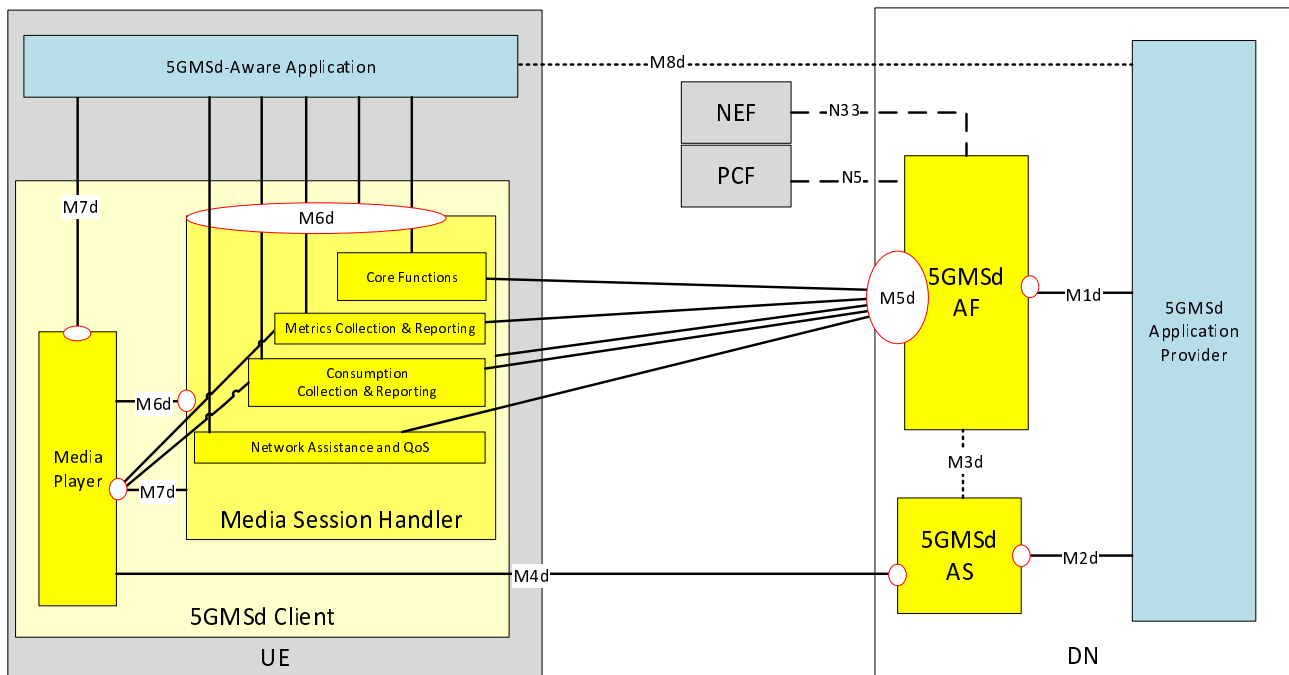 5GMSd-Aware Application
M8d
NEF
N33
PCF
N5
M7d
M6d
Core Functions
5GMSd
AF
M5d
M1d
5GMSd
Application
Provider
Metrics Collection & Reporting
Consumption
Collection & Reporting
M6d
Network Assistance and QoS
Media
Player
M7d
M3d
Media Session Handler
5GMSd
AS
M2d
M4d
5GMSd Client
UE
DN